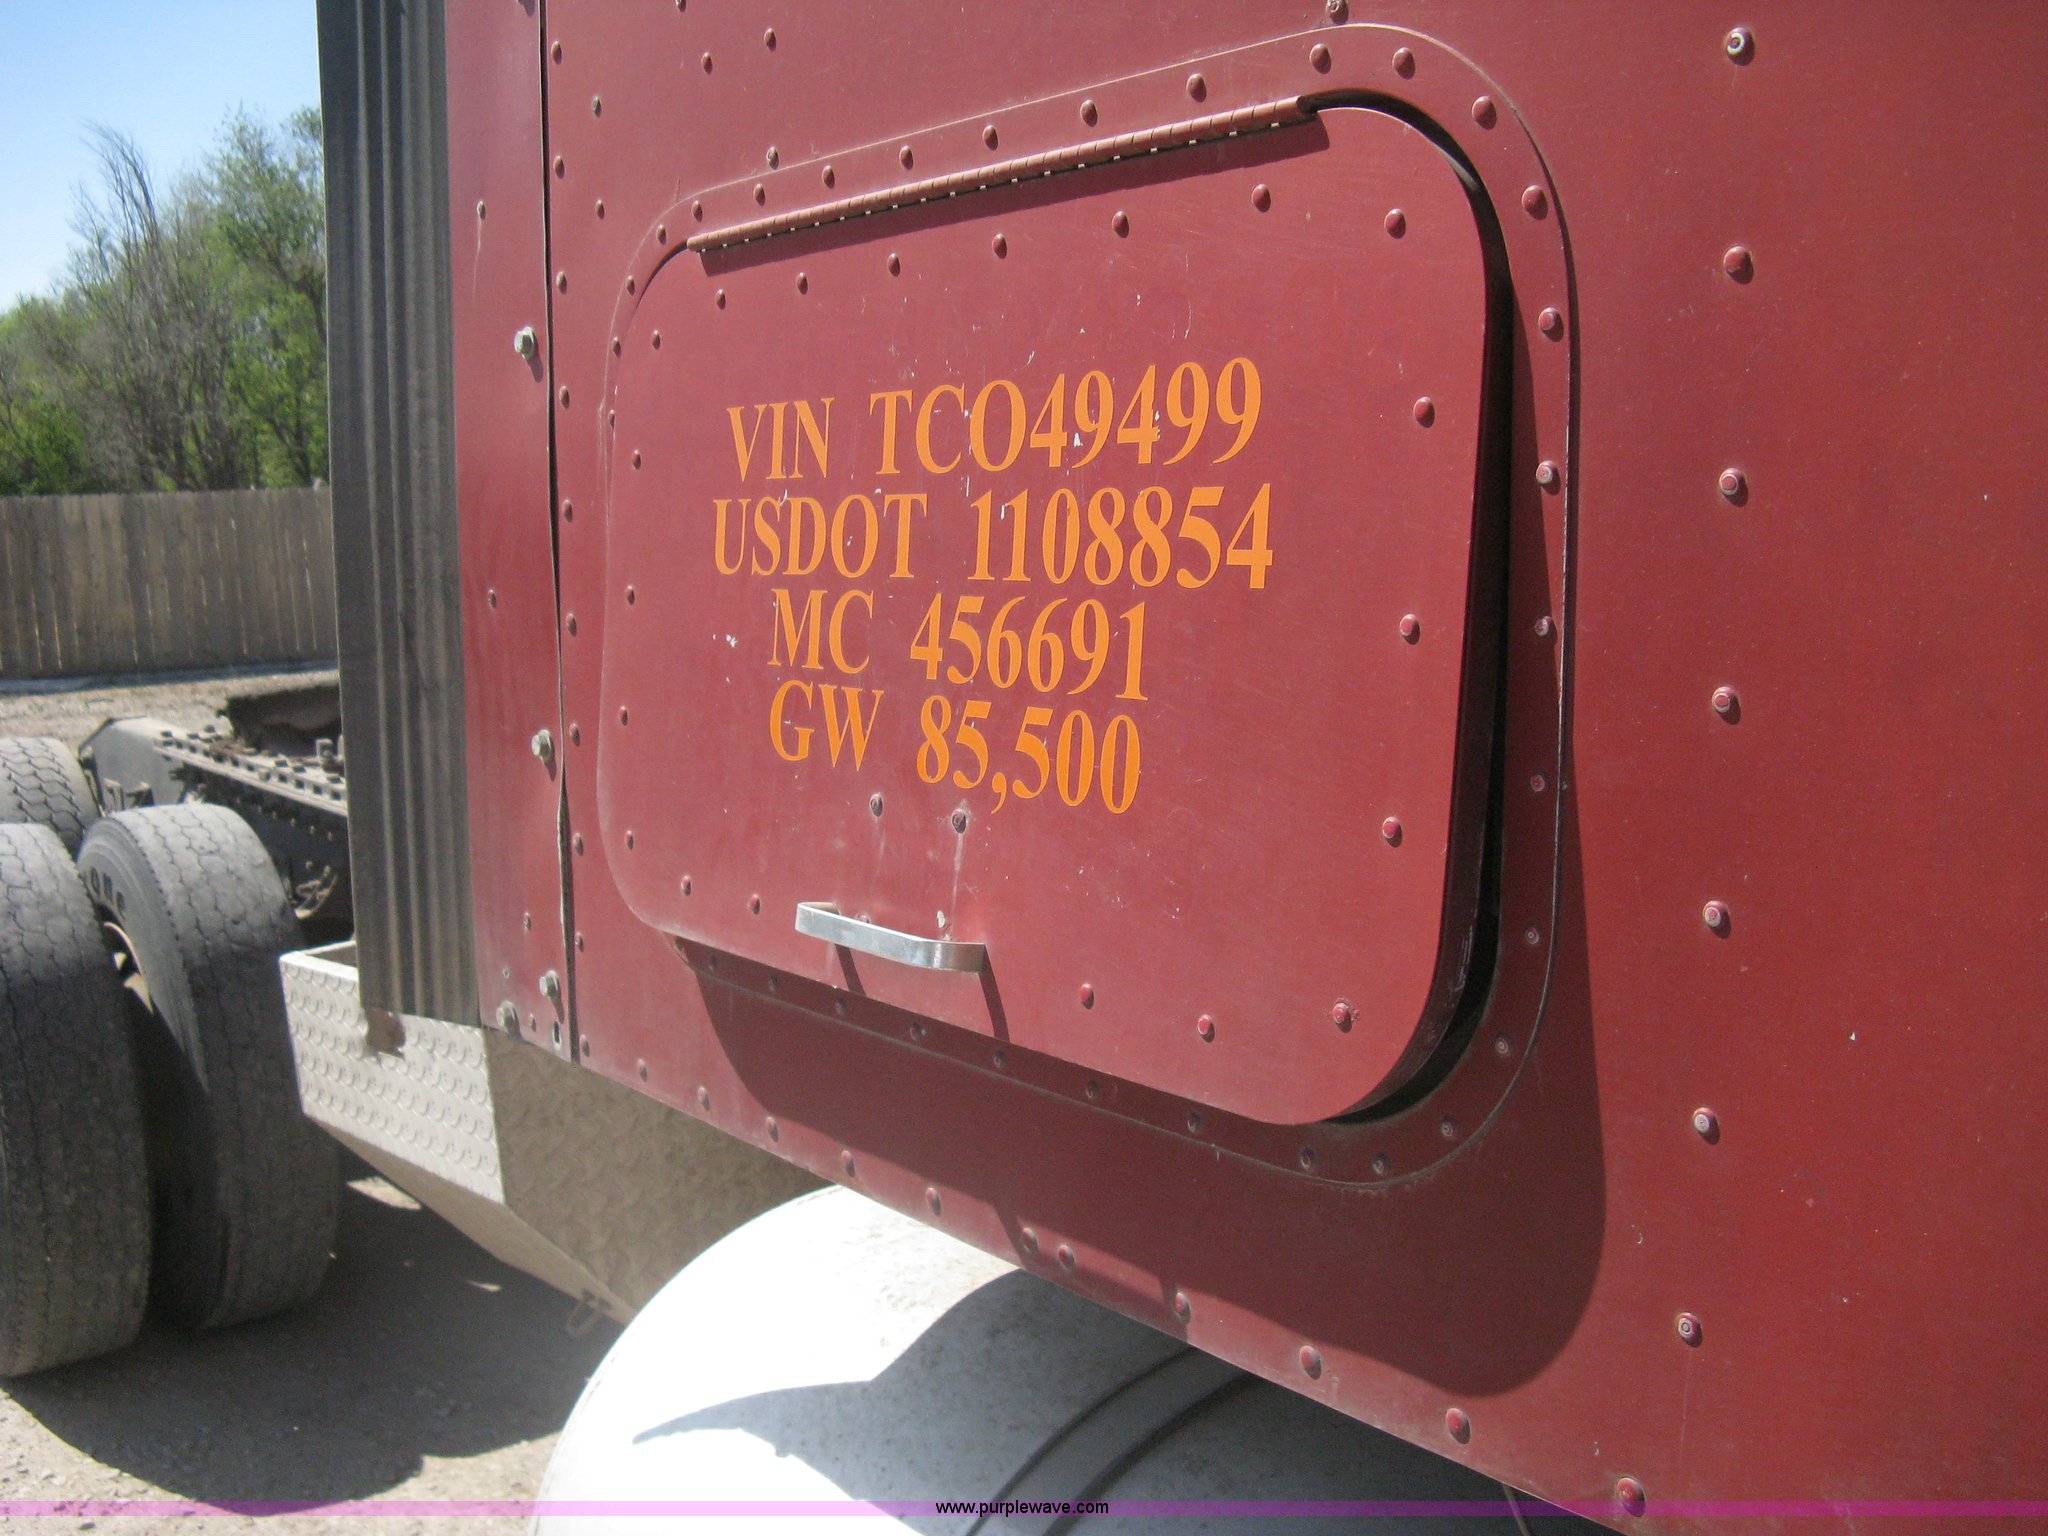 VIN TCO49499
USDOT 1108854
MC 456691
GW 85,500
www.purplewave.com